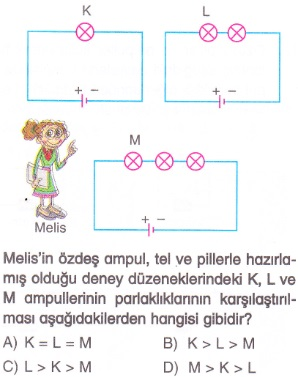 K
L
+ −
+ −
M
+ −
Melis
Melis'in özdeş ampul, tel ve pillerle hazırla-
mış olduğu deney düzeneklerindeki K, L ve
M ampullerinin parlaklıklarının karşılaştırıl-
ması aşağıdakilerden hangisi gibidir?
A) K = L = M
B) K > L > M
C) L > K > M
D) M > K > L